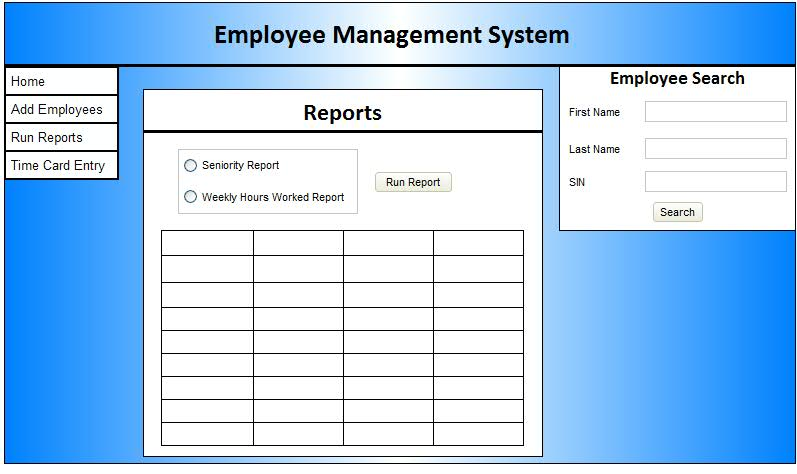 Employee Management System
Home
Add Employees
Run Reports
Time Card Entry
Reports
Seniority Report
Weekly Hours Worked Report
Run Report
Employee Search
First Name
Last Name
SIN
Search